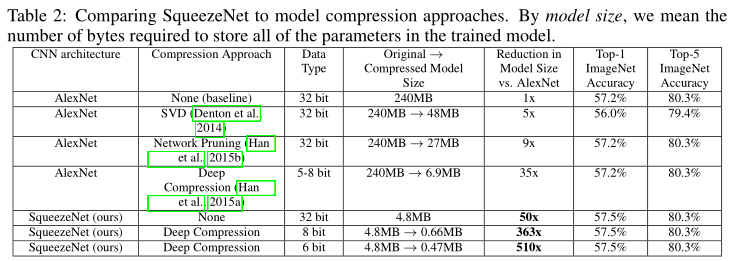 Table 2: Comparing SqueezeNet to model compression approaches. By model size, we mean the
number of bytes required to store all of the parameters in the trained model.
CNN architecture Compression Approach Data Type Original → Compressed Model Size Reduction in Model Size vs. AlexNet Top-1 ImageNet Accuracy Top-5 ImageNet Accuracy
AlexNet None (baseline) 32 bit 240MB 1x 57.2% 80.3%
AlexNet SVD (Denton et al., 2014) 32 bit 240MB → 48MB 5x 56.0% 79.4%
AlexNet Network Pruning (Han et al., 2015b) 32 bit 240MB → 27MB 9x 57.2% 80.3%
AlexNet Deep Compression (Han et al., 2015a) 5-8 bit 240MB → 6.9MB 35x 57.2% 80.3%
SqueezeNet (ours) None 32 bit 4.8MB 50x 57.5% 80.3%
SqueezeNet (ours) Deep Compression 8 bit 4.8MB → 0.66MB 363x 57.5% 80.3%
SqueezeNet (ours) Deep Compression 6 bit 4.8MB → 0.47MB 510x 57.5% 80.3%